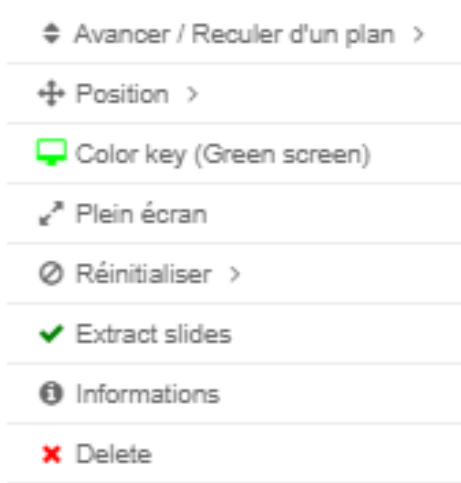 Avancer / Reculer d'un plan >
Position >
Color key (Green screen)
Plein écran
Réinitialiser >
Extract slides
Informations
Delete